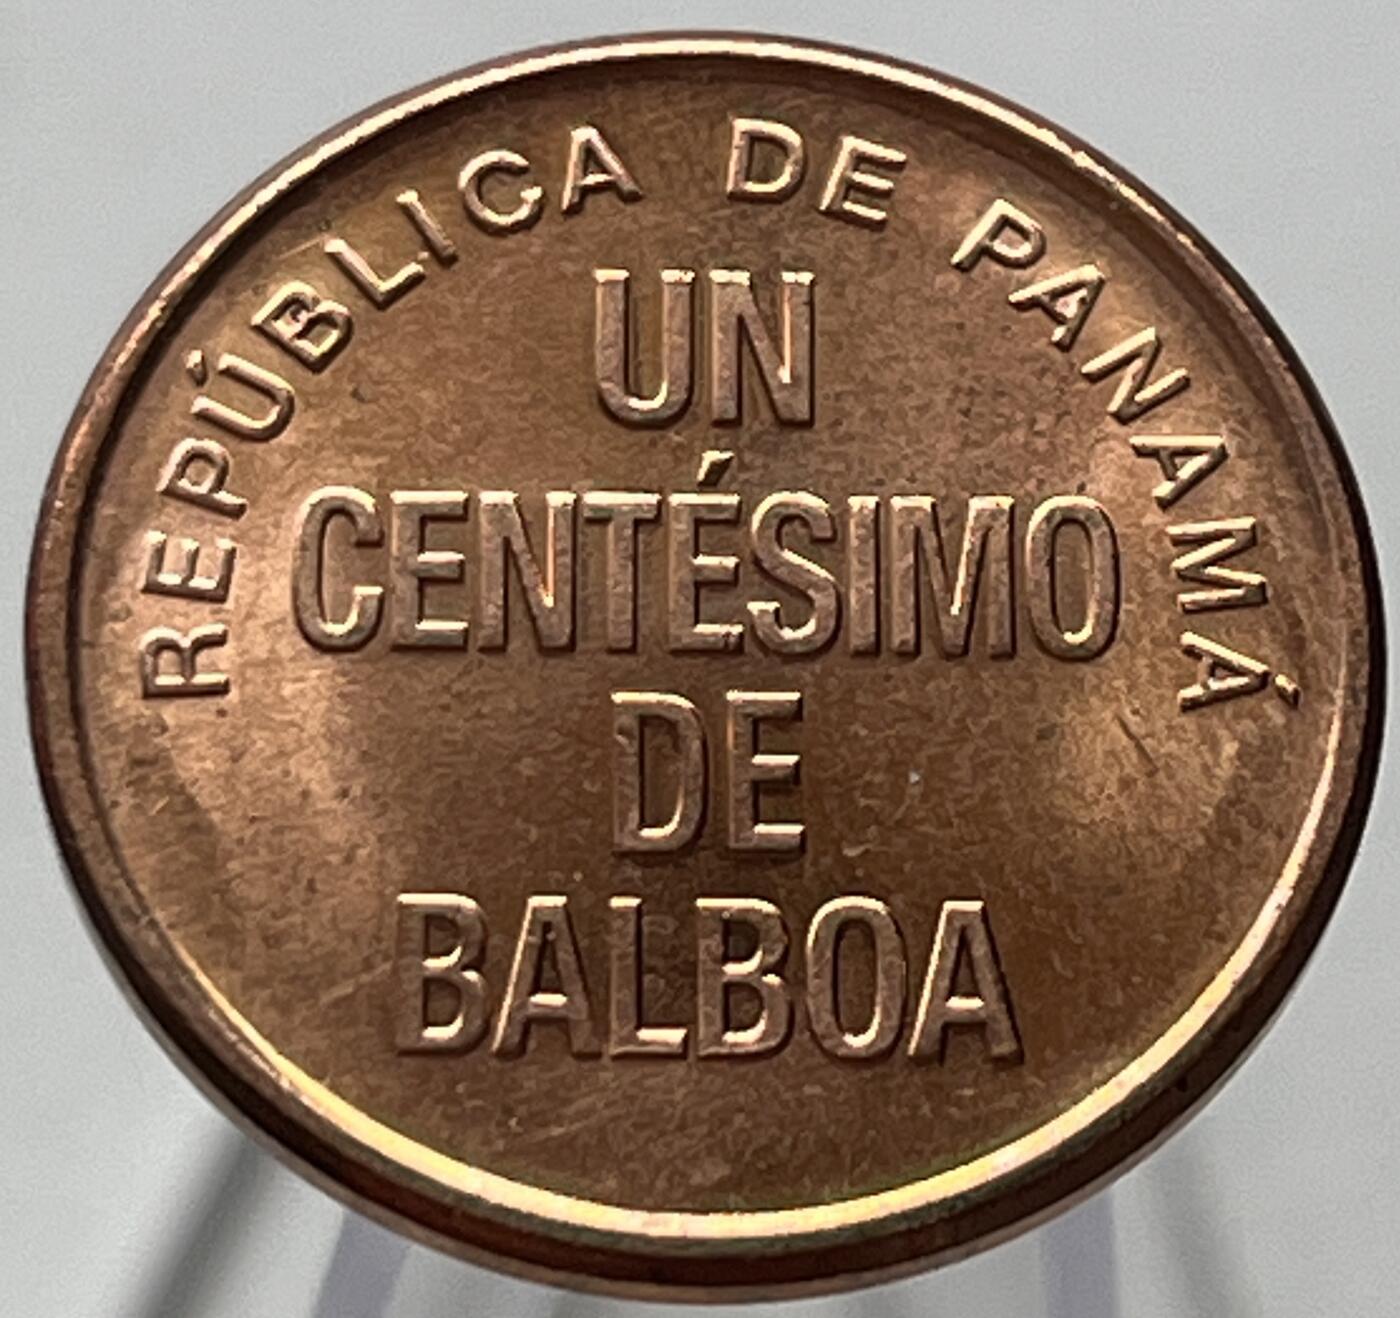 REPÚBLICA DE PANAMÁ
UN
CENTÉSIMO
DE
BALBOA